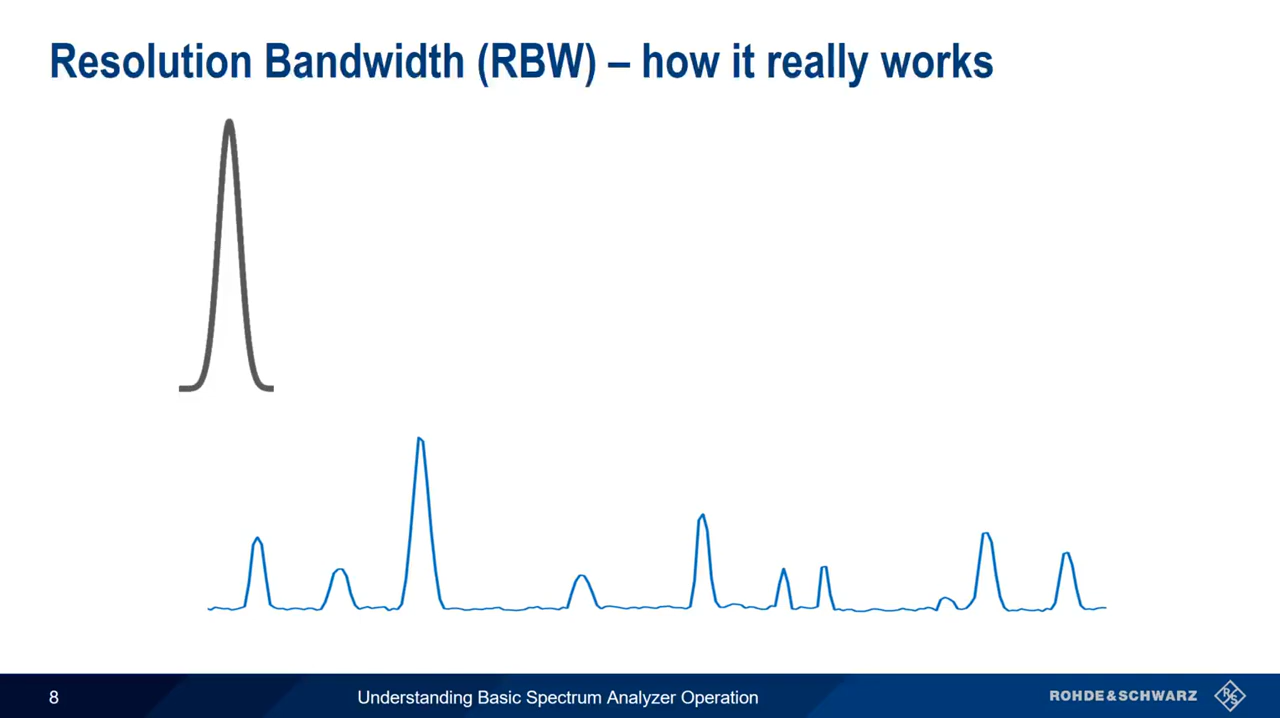 Resolution Bandwidth (RBW) – how it really works
8
Understanding Basic Spectrum Analyzer Operation
ROHDE&SCHWARZ
R&S